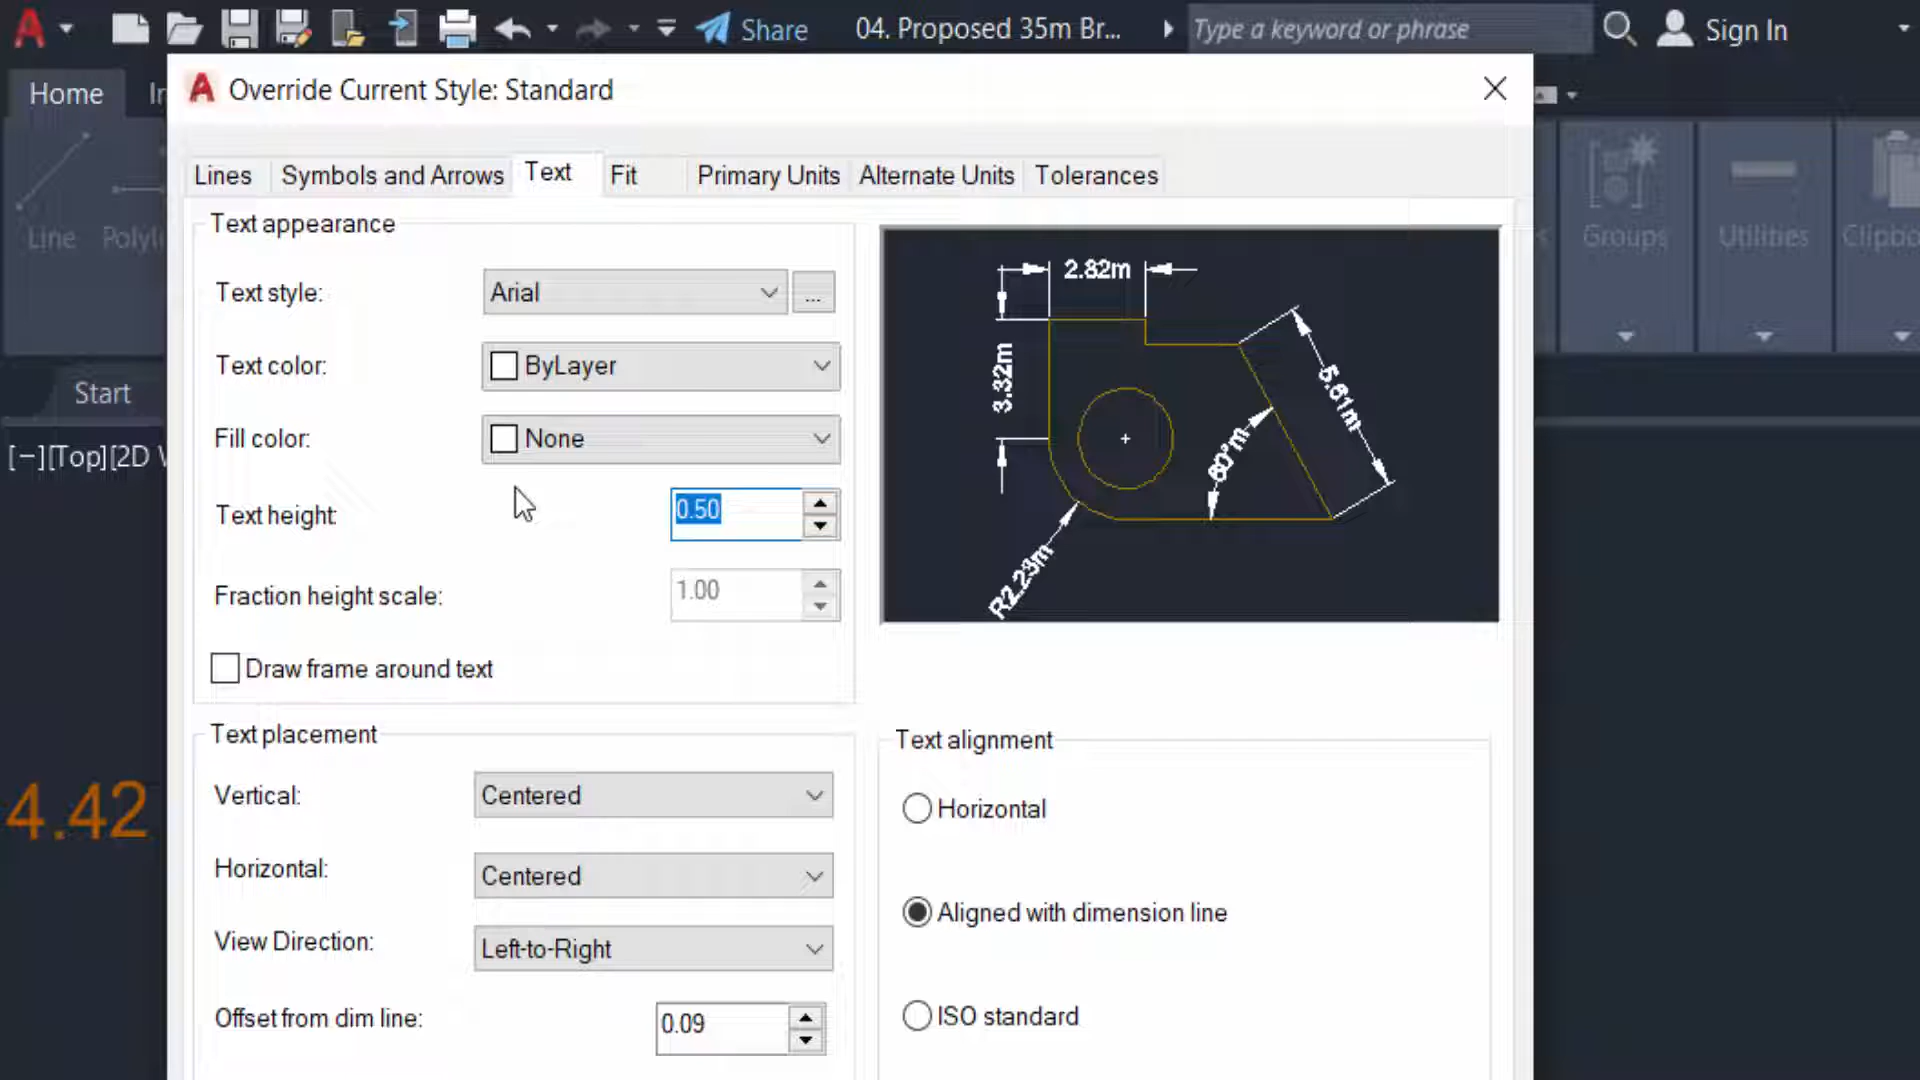 Share 04. Proposed 35m Br... Type a keyword or phrase Sign In
Override Current Style: Standard
Home
Lines Symbols and Arrows Text Fit Primary Units Alternate Units Tolerances
Text appearance
Line Groups Utilities
Text style: Arial ...
2.82m
Text color: ByLayer
3.32m
5.61m
Start
Fill color: None
60°m
[−][Top][2D
Text height: 0.50
R2.23m
Fraction height scale: 1.00
Draw frame around text
Text placement
Text alignment
4.42
Vertical: Centered
Horizontal
Horizontal: Centered
Aligned with dimension line
View Direction: Left-to-Right
Offset from dim line: 0.09
ISO standard